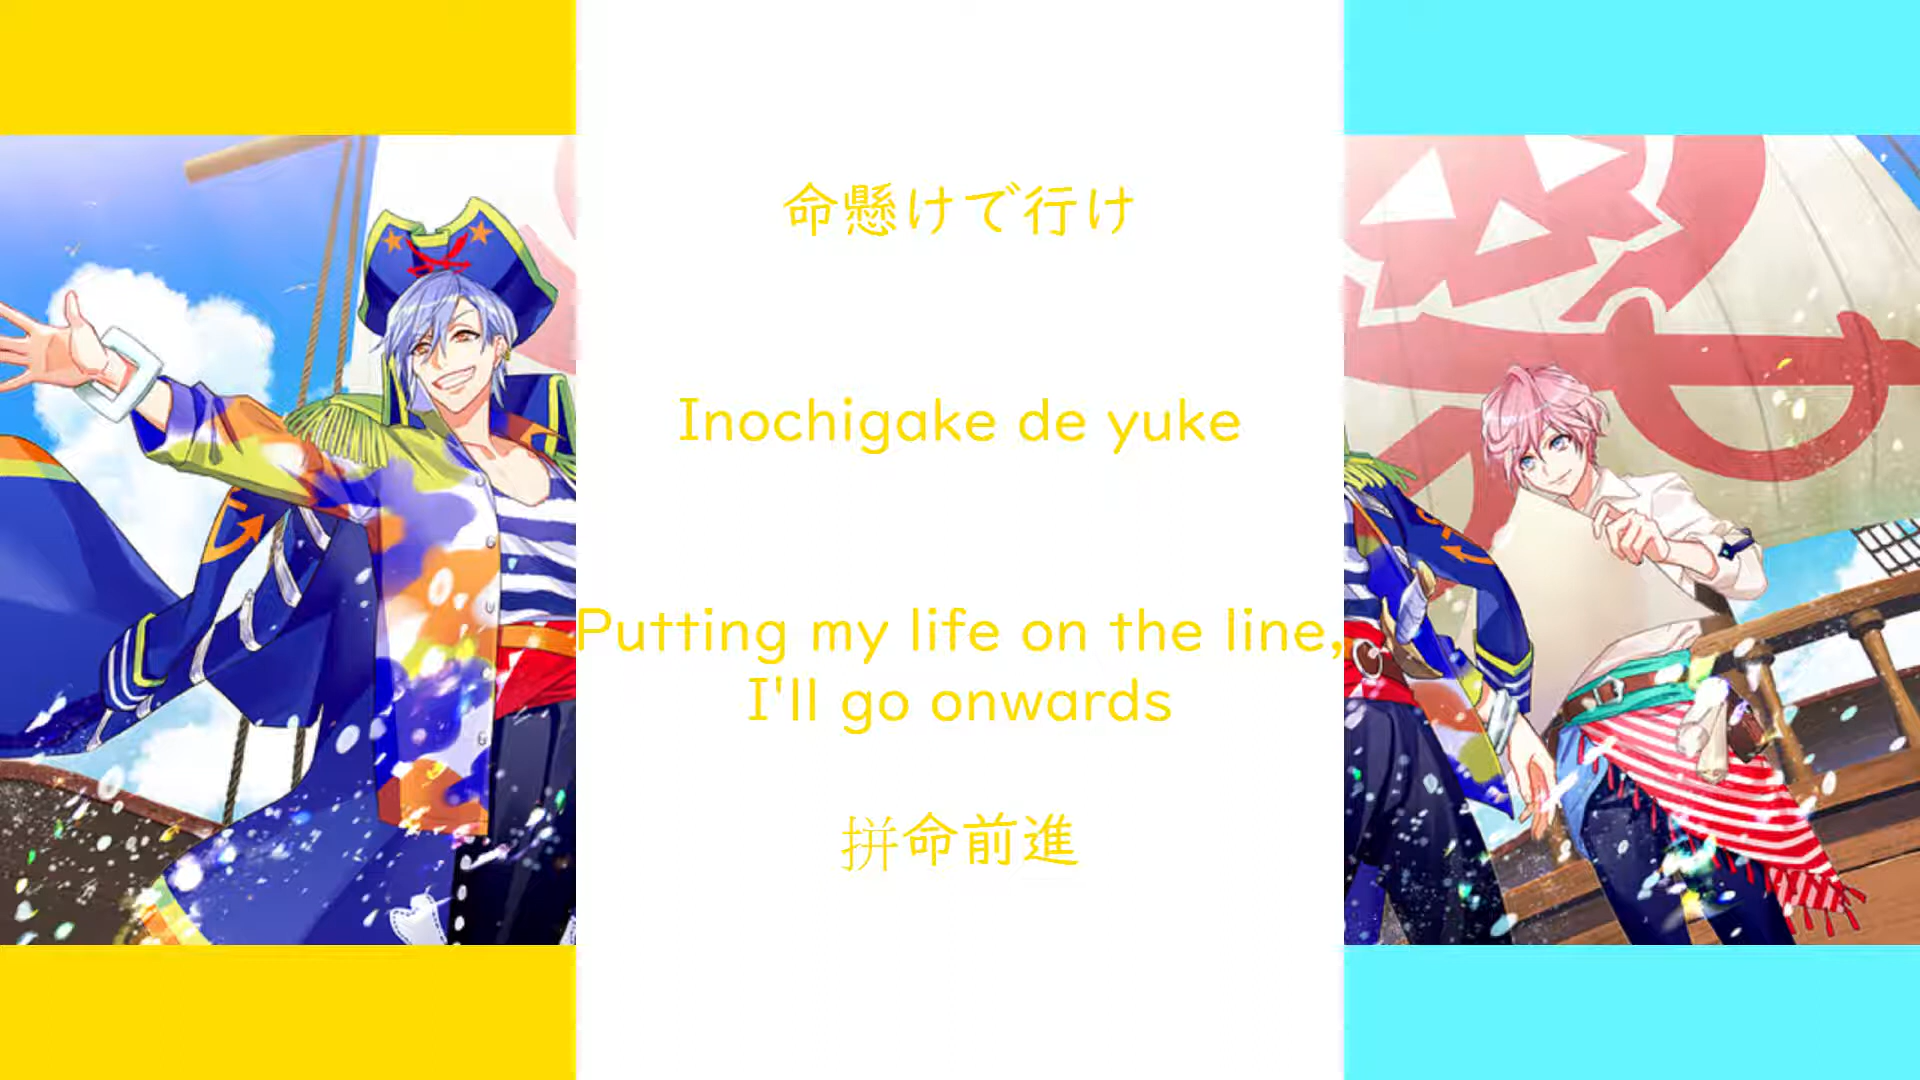 命懸けで行け
Inochigake de yuke
Putting my life on the line,
I'll go onwards
拼命前進